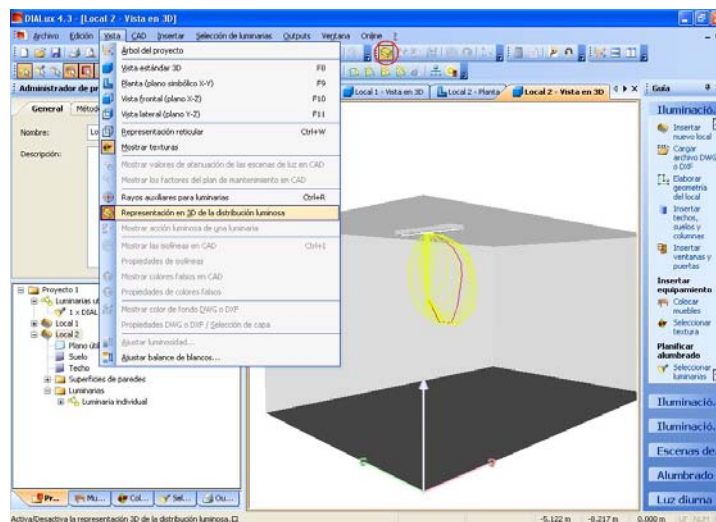 DIALux 4.3 - [Local 2 - Vista en 3D]
Archivo Edición Vista CAD Insertar Selección de luminarias Outputs Ventana Online ?
Administrador de pr
General Métod
Nombre: Lo
Descripción:
Árbol del proyecto
Vista estándar 3D F8
Planta (plano simbólico X-Y) F9
Vista frontal (plano X-Z) F10
Vista lateral (plano Y-Z) F11
Representación reticular Ctrl+W
Mostrar texturas
Mostrar valores de atenuación de las escenas de luz en CAD
Mostrar los factores del plan de mantenimiento en CAD
Rayos auxiliares para luminarias Ctrl+R
Representación en 3D de la distribución luminosa
Mostrar acción luminosa de una luminaria
Mostrar las isolíneas en CAD Ctrl+I
Propiedades de isolíneas
Mostrar colores falsos en CAD
Propiedades de colores falsos
Mostrar color de fondo DWG o DXF
Propiedades DWG o DXF / Selección de capa
Ajustar luminosidad...
Ajustar balance de blancos...
Local 1 - Vista en 3D Local 2 - Planta Local 2 - Vista en 3D
Proyecto 1
Luminarias ut
1 x DIAL
Local 1
Local 2
Plano útil
Suelo
Techo
Superficies de paredes
Luminarias
Luminaria individual
Pr... Mu... Col... Sel... Ou...
Guía
Iluminació.
Insertar
nuevo local
Cargar
archivo DWG
o DXF
Elaborar
geometría
del local
Insertar
techos,
suelos y
columnas
Insertar
ventanas y
puertas
Insertar
equipamiento
Colocar
muebles
Seleccionar
textura
Planificar
alumbrado
Seleccionar
luminarias
Iluminació.
Iluminació.
Escenas de
Alumbrado
Luz diurna
Activa/Desactiva la representación 3D de la distribución luminosa. -5.122 m -8.217 m 0.000 m